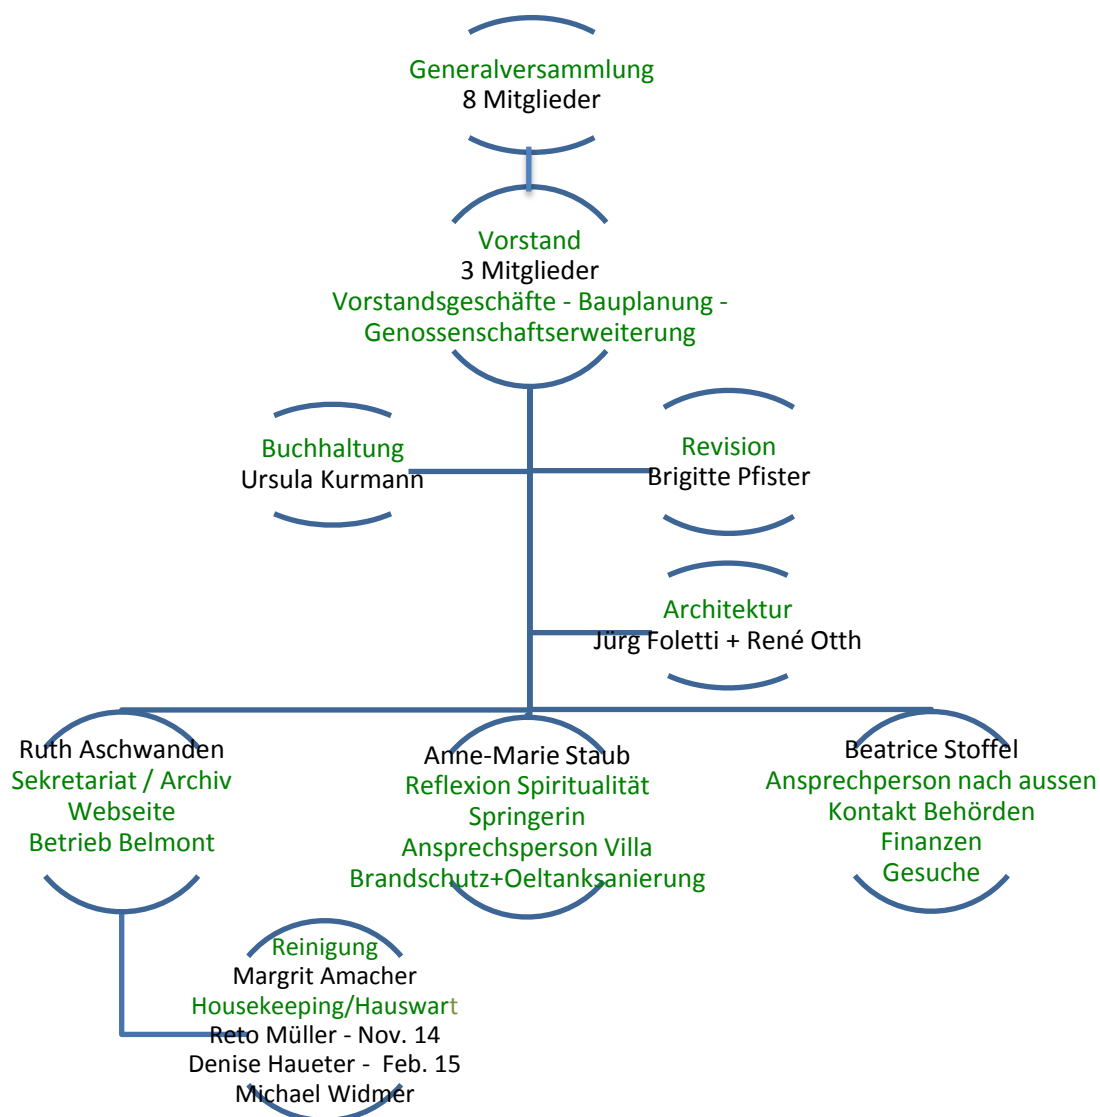 Generalversammlung
8 Mitglieder
Vorstand
3 Mitglieder
Vorstandsgeschäfte - Bauplanung -
Genossenschaftserweiterung
Buchhaltung
Ursula Kurmann
Revision
Brigitte Pfister
Architektur
Jürg Foletti + René Otth
Ruth Aschwanden
Sekretariat / Archiv
Webseite
Betrieb Belmont
Anne-Marie Staub
Reflexion Spiritualität
Springerin
Ansprechsperson Villa
Brandschutz+Oeltanksanierung
Beatrice Stoffel
Ansprechperson nach aussen
Kontakt Behörden
Finanzen
Gesuche
Reinigung
Margrit Amacher
Housekeeping/Hauswart
Reto Müller - Nov. 14
Denise Haueter - Feb. 15
Michael Widmer